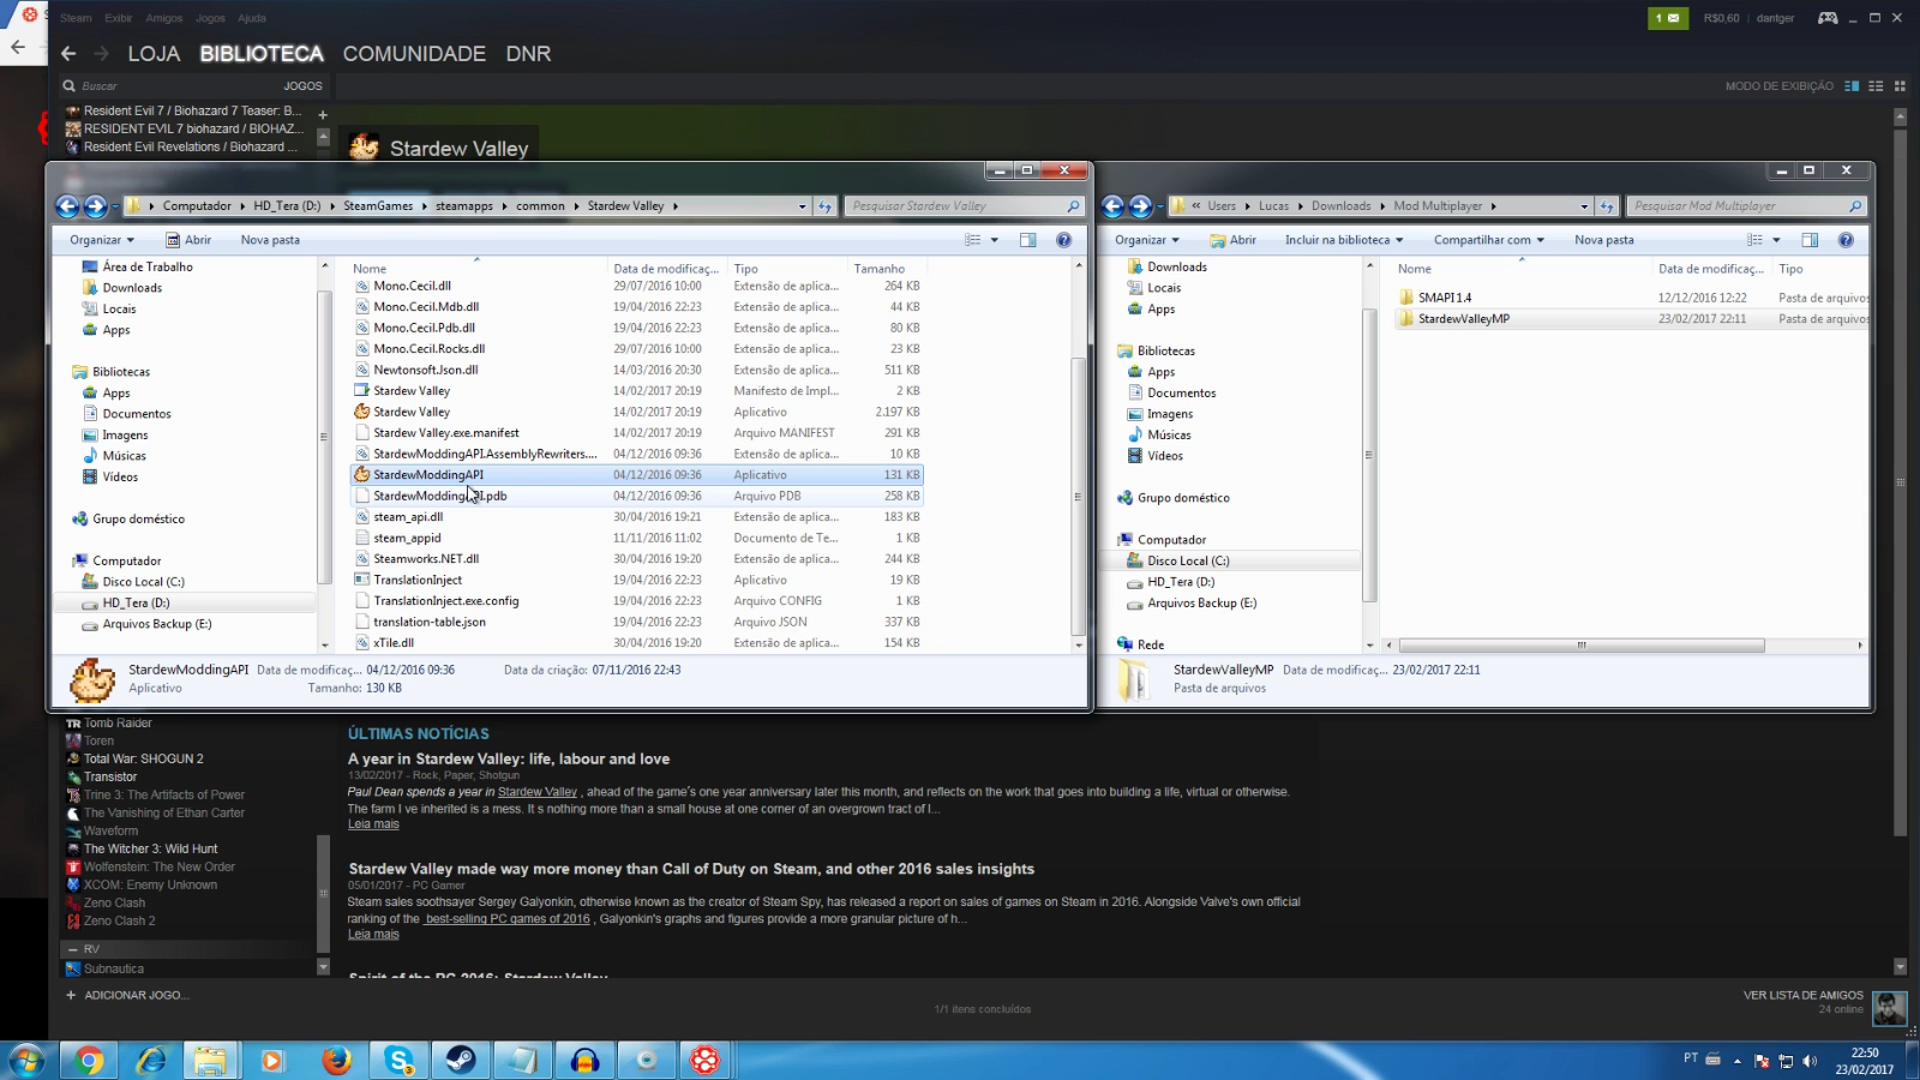 Steam Exibir Amigos Jogos Ajuda
1 R$0,60 dantger
LOJA BIBLIOTECA COMUNIDADE DNR
Buscar JOGOS
MODO DE EXIBIÇÃO
Resident Evil 7 / Biohazard 7 Teaser: B...
RESIDENT EVIL 7 biohazard / BIOHAZ...
Resident Evil Revelations / Biohazard ...
Stardew Valley
Computador HD_Tera (D:) SteamGames steamapps common Stardew Valley
Pesquisar Stardew Valley
Organizar Abrir Nova pasta
Área de Trabalho
Downloads
Locais
Apps
Bibliotecas
Apps
Documentos
Imagens
Músicas
Vídeos
Grupo doméstico
Computador
Disco Local (C:)
HD_Tera (D:)
Arquivos Backup (E:)
Nome Data de modificaç... Tipo Tamanho
Mono.Cecil.dll 29/07/2016 10:00 Extensão de aplica... 264 KB
Mono.Cecil.Mdb.dll 19/04/2016 22:23 Extensão de aplica... 44 KB
Mono.Cecil.Pdb.dll 19/04/2016 22:23 Extensão de aplica... 80 KB
Mono.Cecil.Rocks.dll 29/07/2016 10:00 Extensão de aplica... 23 KB
Newtonsoft.Json.dll 14/03/2016 20:30 Extensão de aplica... 511 KB
Stardew Valley 14/02/2017 20:19 Manifesto de Impl... 2 KB
Stardew Valley 14/02/2017 20:19 Aplicativo 2.197 KB
Stardew Valley.exe.manifest 14/02/2017 20:19 Arquivo MANIFEST 291 KB
StardewModdingAPI.AssemblyRewriters.... 04/12/2016 09:36 Extensão de aplica... 10 KB
StardewModdingAPI 04/12/2016 09:36 Aplicativo 131 KB
StardewModdingAPI.pdb 04/12/2016 09:36 Arquivo PDB 258 KB
steam_api.dll 30/04/2016 19:21 Extensão de aplica... 183 KB
steam_appid 11/11/2016 11:02 Documento de Te... 1 KB
Steamworks.NET.dll 30/04/2016 19:20 Extensão de aplica... 244 KB
TranslationInject 19/04/2016 22:23 Aplicativo 19 KB
TranslationInject.exe.config 19/04/2016 22:23 Arquivo CONFIG 1 KB
translation-table.json 19/04/2016 22:23 Arquivo JSON 337 KB
xTile.dll 30/04/2016 19:20 Extensão de aplica... 154 KB
StardewModdingAPI Data de modificaç... 04/12/2016 09:36 Data da criação: 07/11/2016 22:43
Aplicativo Tamanho: 130 KB
« Users Lucas Downloads Mod Multiplayer
Pesquisar Mod Multiplayer
Organizar Abrir Incluir na biblioteca Compartilhar com Nova pasta
Downloads
Locais
Apps
Bibliotecas
Apps
Documentos
Imagens
Músicas
Vídeos
Grupo doméstico
Computador
Disco Local (C:)
HD_Tera (D:)
Arquivos Backup (E:)
Rede
Nome Data de modificaç... Tipo
SMAPI 1.4 12/12/2016 12:22 Pasta de arquivos
StardewValleyMP 23/02/2017 22:11 Pasta de arquivos
StardewValleyMP Data de modificaç... 23/02/2017 22:11
Pasta de arquivos
Tomb Raider
Toren
Total War: SHOGUN 2
Transistor
Trine 3: The Artifacts of Power
The Vanishing of Ethan Carter
Waveform
The Witcher 3: Wild Hunt
Wolfenstein: The New Order
XCOM: Enemy Unknown
Zeno Clash
Zeno Clash 2
RV
Subnautica
ÚLTIMAS NOTÍCIAS
A year in Stardew Valley: life, labour and love
13/02/2017 - Rock, Paper, Shotgun
Paul Dean spends a year in Stardew Valley , ahead of the game's one year anniversary later this month, and reflects on the work that goes into building a life, virtual or otherwise.
The farm I ve inherited is a mess. It s nothing more than a small house at one corner of an overgrown tract of l...
Leia mais
Stardew Valley made way more money than Call of Duty on Steam, and other 2016 sales insights
05/01/2017 - PC Gamer
Steam sales soothsayer Sergey Galyonkin, otherwise known as the creator of Steam Spy, has released a report on sales of games on Steam in 2016. Alongside Valve's own official
ranking of the best-selling PC games of 2016 , Galyonkin's graphs and figures provide a more granular picture of h...
Leia mais
Spirit of the PC 2016: Stardew Valley
+ ADICIONAR JOGO...
1/1 itens concluídos
VER LISTA DE AMIGOS
24 online
PT
22:50
23/02/2017